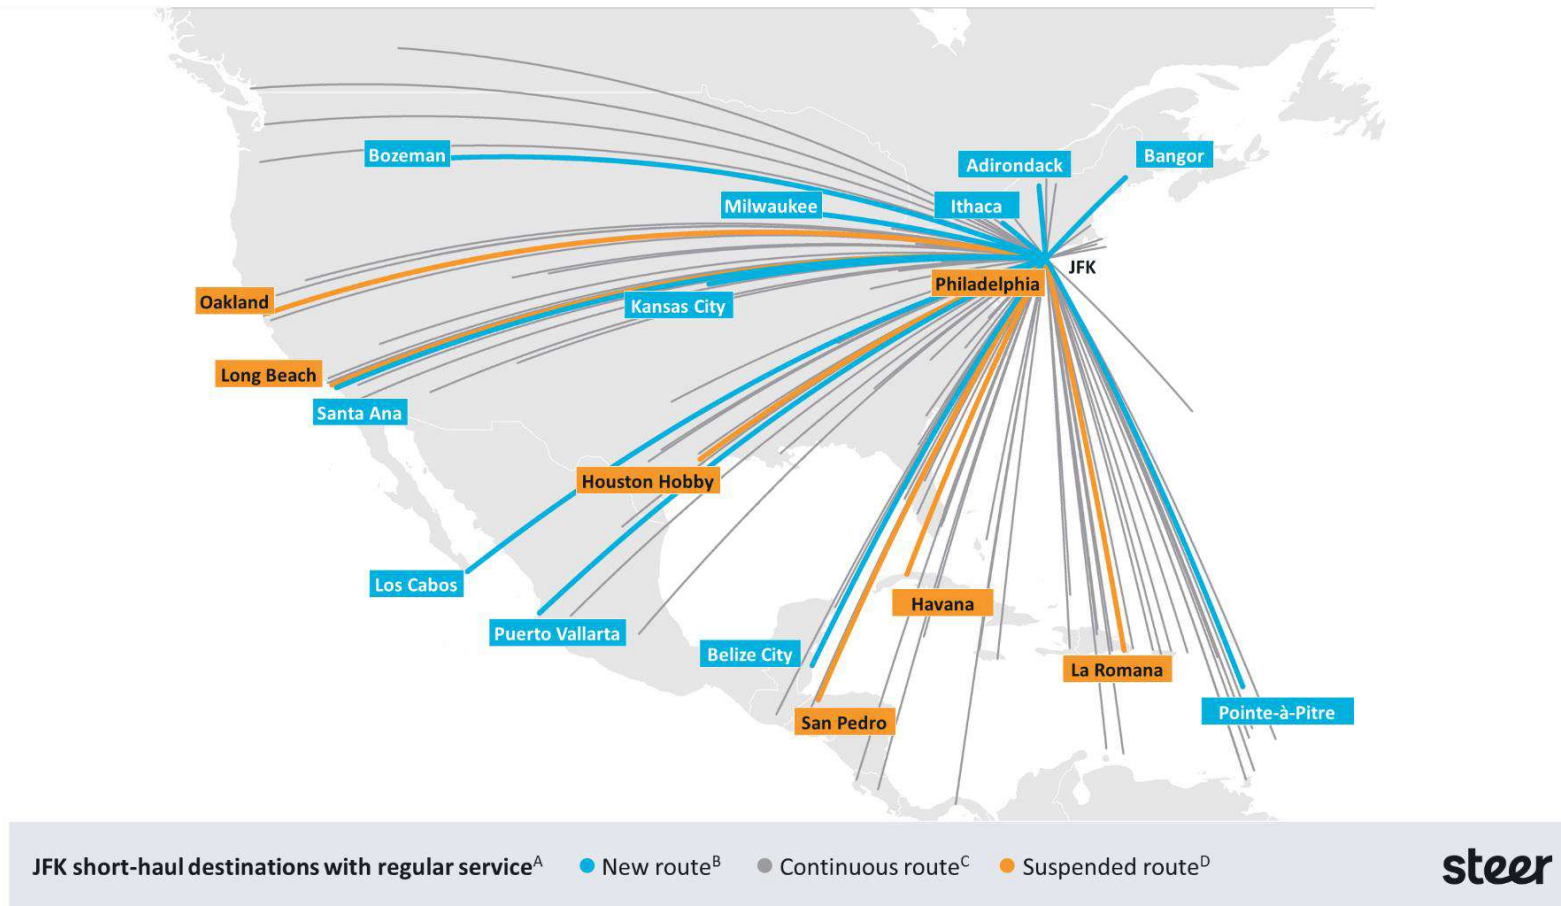 Bozeman
Adirondack
Bangor
Milwaukee
Ithaca
JFK
Philadelphia
Oakland
Kansas City
Long Beach
Santa Ana
Houston Hobby
Los Cabos
Havana
Puerto Vallarta
Belize City
La Romana
San Pedro
Pointe-à-Pitre
JFK short-haul destinations with regular serviceᴬ New routeᴮ Continuous routeC Suspended routeᴰ steer